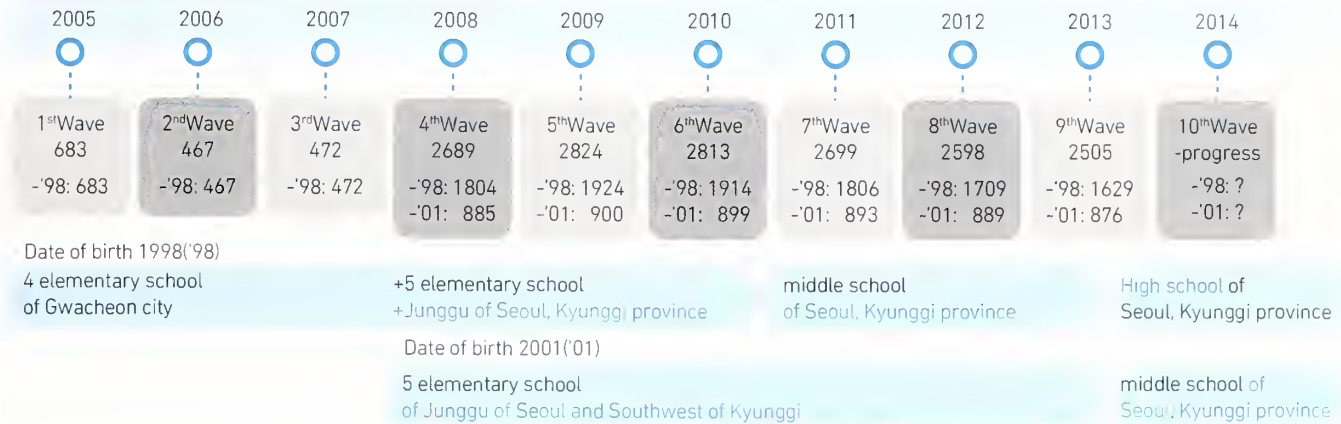 2005 2006 2007 2008 2009 2010 2011 2012 2013 2014
1stWave 2ndWave 3rdWave 4thWave 5thWave 6thWave 7thWave 8thWave 9thWave 10thWave
683 467 472 2689 2824 2813 2699 2598 2505 -progress
-'98: 683 -'98: 467 -'98: 472 -'98: 1804 -'98: 1924 -'98: 1914 -'98: 1806 -'98: 1709 -'98: 1629 -'98: ?
-'01: 885 -'01: 900 -'01: 899 -'01: 893 -'01: 889 -'01: 876 -'01: ?
Date of birth 1998('98)
4 elementary school
of Gwacheon city
+5 elementary school
+Junggu of Seoul, Kyunggi province
middle school
of Seoul, Kyunggi province
High school of
Seoul, Kyunggi province
Date of birth 2001('01)
5 elementary school
of Junggu of Seoul and Southwest of Kyunggi
middle school of
Seoul, Kyunggi province